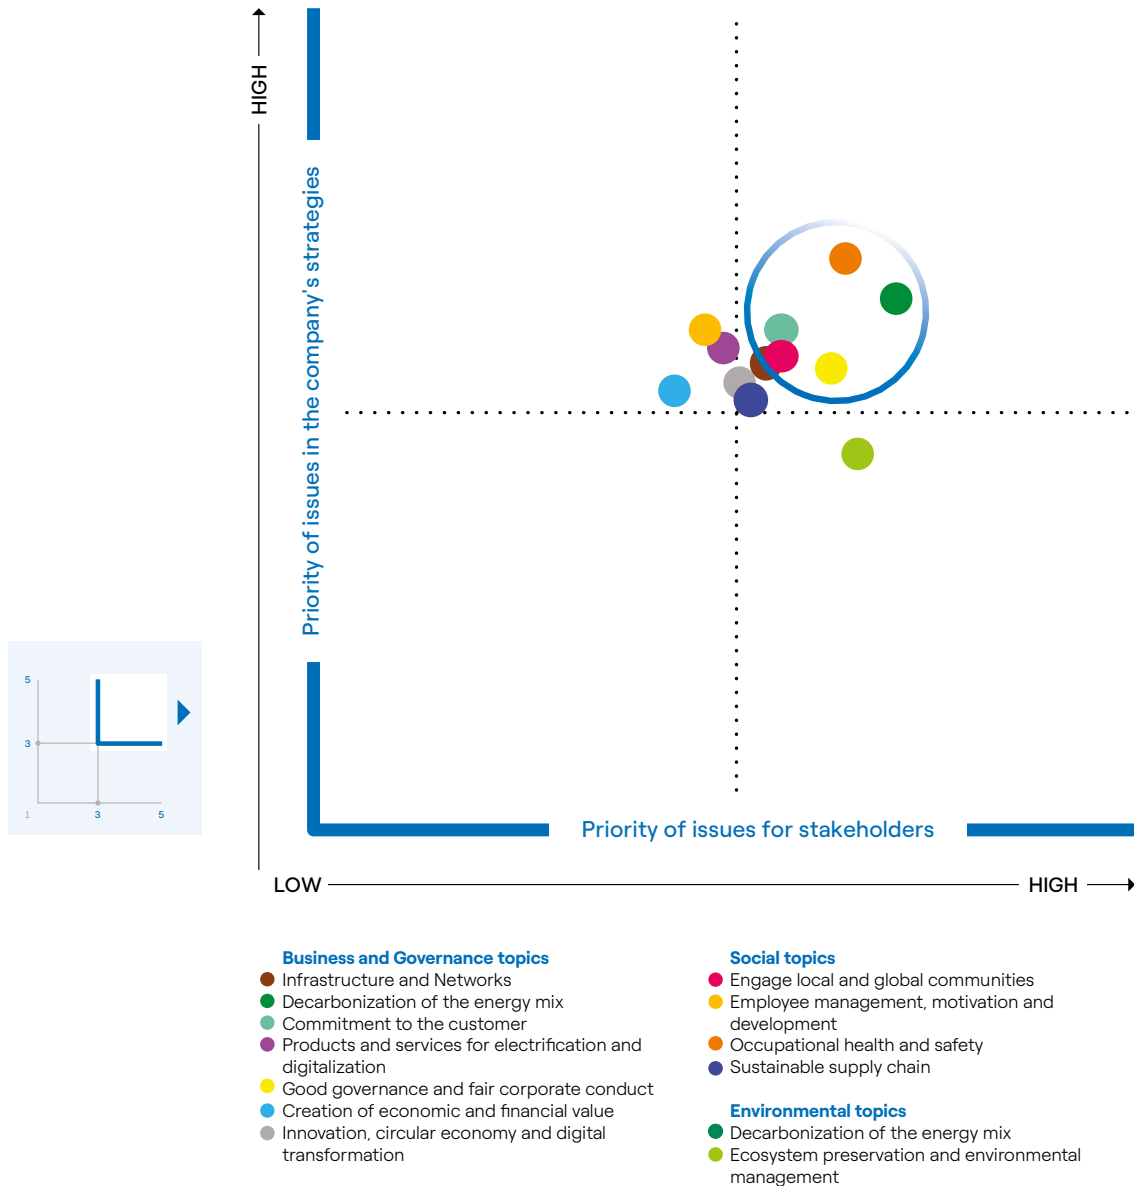 HIGH
Priority of issues in the company's strategies
5
3
1
3
5
Priority of issues for stakeholders
LOW
HIGH
Business and Governance topics
Infrastructure and Networks
Decarbonization of the energy mix
Commitment to the customer
Products and services for electrification and
digitalization
Good governance and fair corporate conduct
Creation of economic and financial value
Innovation, circular economy and digital
transformation
Social topics
Engage local and global communities
Employee management, motivation and
development
Occupational health and safety
Sustainable supply chain
Environmental topics
Decarbonization of the energy mix
Ecosystem preservation and environmental
management